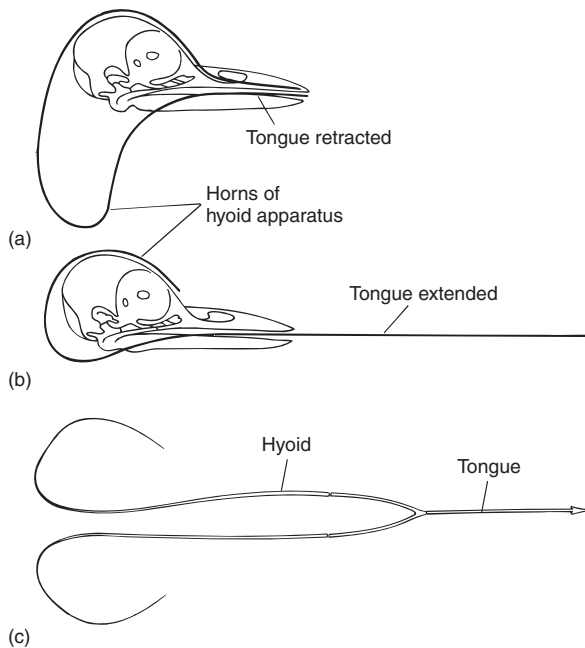 Tongue retracted
Horns of
hyoid apparatus
(a)
Tongue extended
(b)
Hyoid
Tongue
(c)